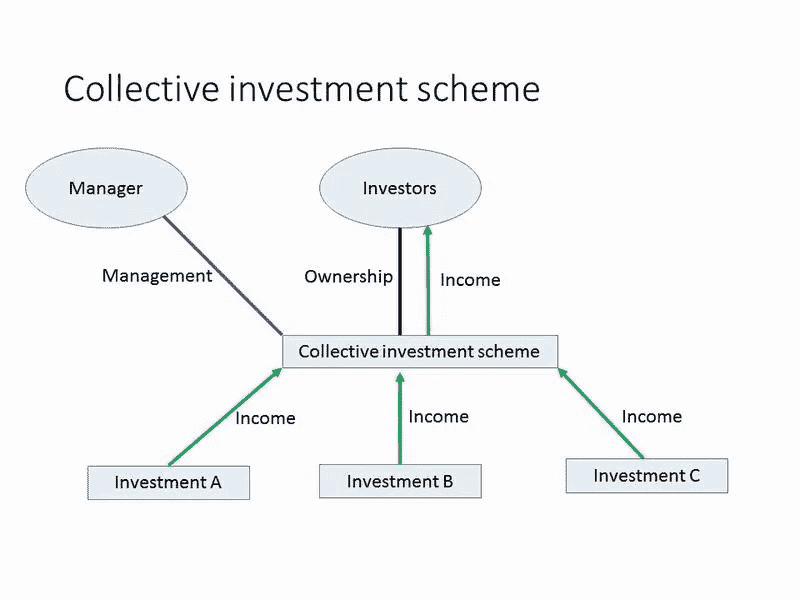 Collective investment scheme
Manager
Investors
Management
Ownership
Income
Collective investment scheme
Income
Income
Income
Investment A
Investment B
Investment C